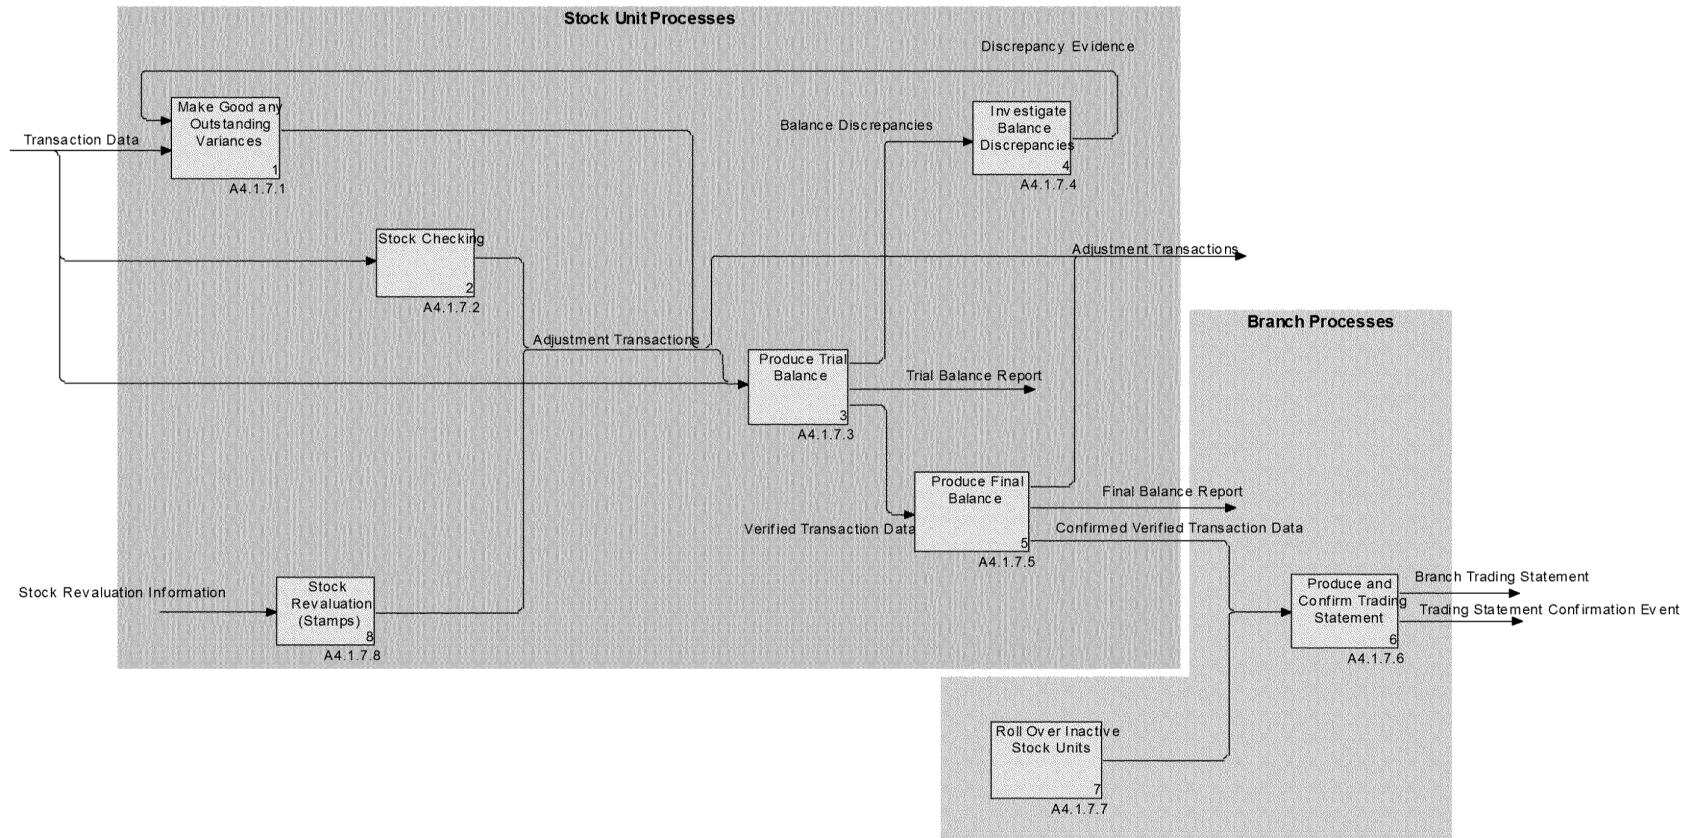 Stock Unit Processes
Discrepancy Evidence
Make Good any
Outstanding
Variances
1
A4.1.7.1
Transaction Data
Balance Discrepancies
Investigate
Balance
Discrepancies
4
A4.1.7.4
Stock Checking
2
A4.1.7.2
Adjustment Transactions
Branch Processes
Adjustment Transactions
Produce Trial
Balance
3
A4.1.7.3
Trial Balance Report
Produce Final
Balance
5
A4.1.7.5
Final Balance Report
Verified Transaction Data
Confirmed Verified Transaction Data
Stock Revaluation Information
Stock
Revaluation
(Stamps)
8
A4.1.7.8
Produce and
Confirm Trading
Statement
6
A4.1.7.6
Branch Trading Statement
Trading Statement Confirmation Event
Roll Over Inactive
Stock Units
7
A4.1.7.7